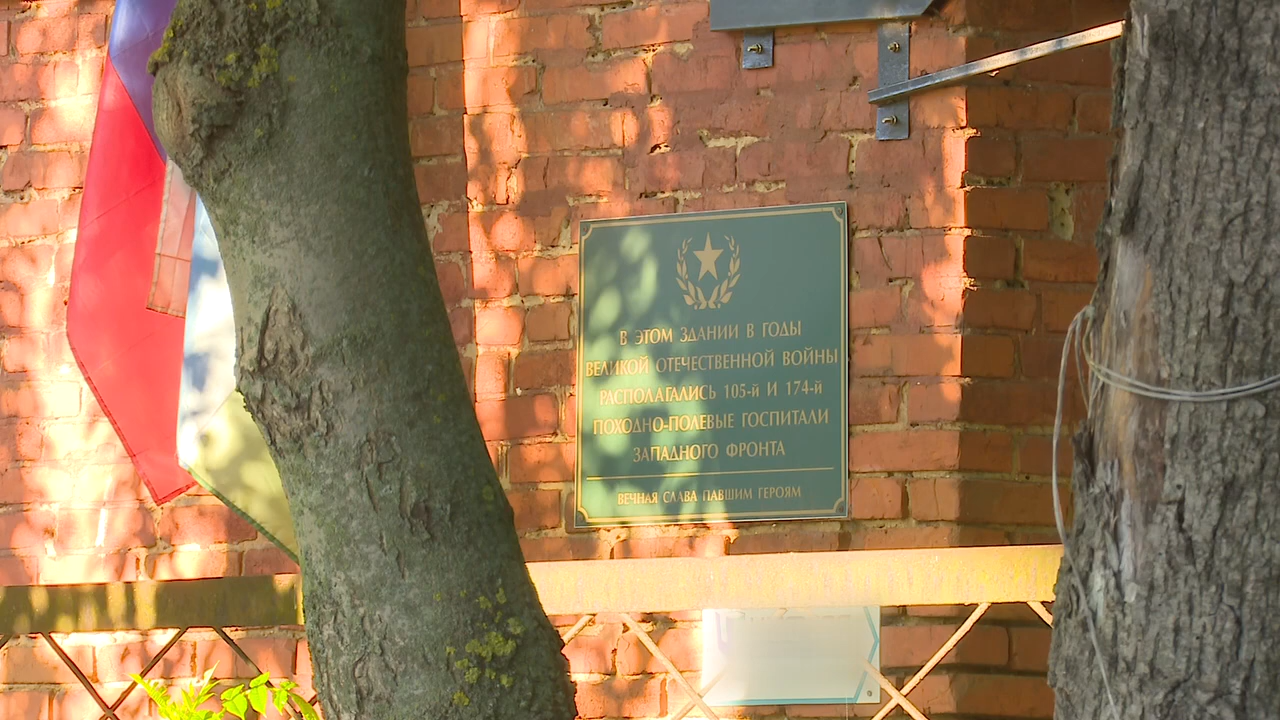 В ЭТОМ ЗДАНИИ В ГОДЫ
ВЕЛИКОЙ ОТЕЧЕСТВЕННОЙ ВОЙНЫ
РАСПОЛАГАЛИСЬ 105-й И 174-й
ПОХОДНО-ПОЛЕВЫЕ ГОСПИТАЛИ
ЗАПАДНОГО ФРОНТА
ВЕЧНАЯ СЛАВА ПАВШИМ ГЕРОЯМ